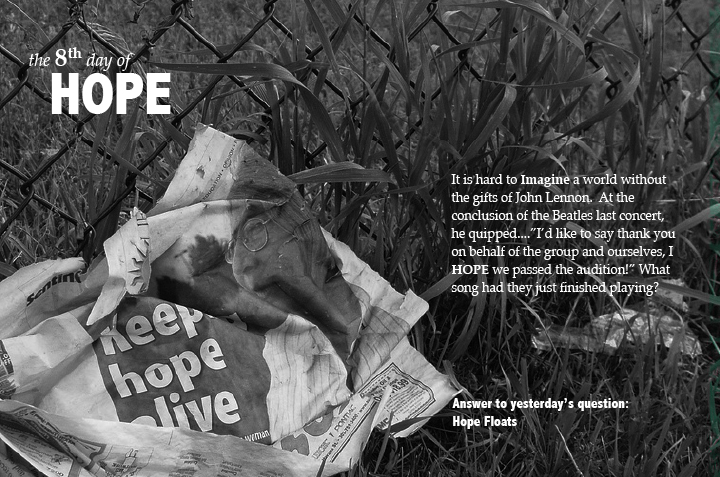 the 8th day of
HOPE
It is hard to Imagine a world without
the gifts of John Lennon. At the
conclusion of the Beatles last concert,
he quipped...."I'd like to say thank you
on behalf of the group and ourselves, I
HOPE we passed the audition!" What
song had they just finished playing?
Keep
hope
alive
Answer to yesterday's question:
Hope Floats